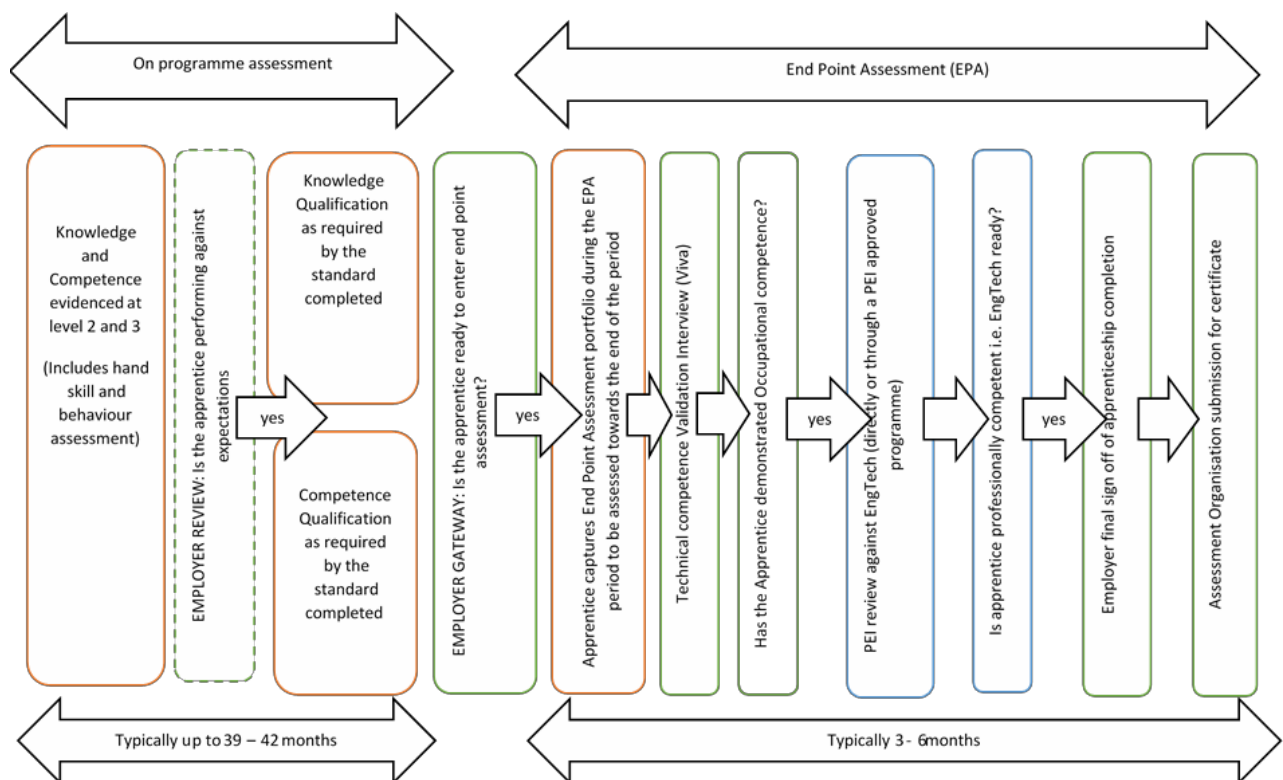 On programme assessment
End Point Assessment (EPA)
Knowledge
and
Competence
evidenced at
level 2 and 3
(Includes hand
skill and
behaviour
assessment)
EMPLOYER REVIEW: Is the apprentice performing against
expectations
yes
Knowledge
Qualification
as required
by the
standard
completed
Competence
Qualification
as required
by the
standard
completed
EMPLOYER GATEWAY: Is the apprentice ready to enter end point
assessment?
yes
Apprentice captures End Point Assessment portfolio during the EPA
period to be assessed towards the end of the period
Technical competence Validation Interview (Viva)
Has the Apprentice demonstrated Occupational competence?
yes
PEI review against EngTech (directly or through a PEI approved
programme)
Is apprentice professionally competent i.e. EngTech ready?
yes
Employer final sign off of apprenticeship completion
Assessment Organisation submission for certificate
Typically up to 39 – 42 months
Typically 3 - 6months